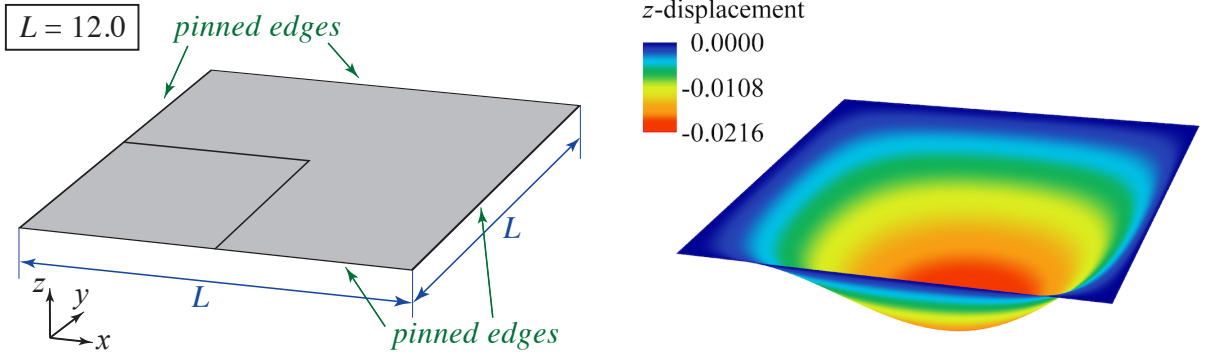 L = 12.0
pinned edges
L
L
pinned edges
z
y
x
z-displacement
0.0000
-0.0108
-0.0216